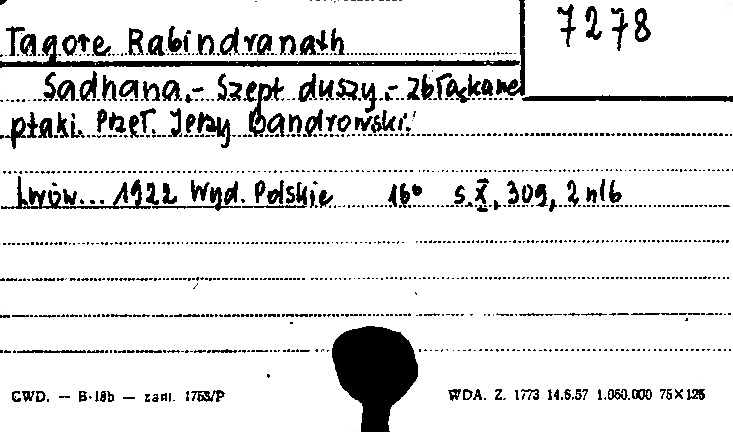 7278
Tagore Rabindranath
Sadhana.- Szept duszy.- Zbłąkane
ptaki. Przeł. Jerzy Bandrowski.
Lwów... 1922 Wyd. Polskie 16° s. X, 309, 2 nlb
CWD. — B-18b — zam. 1753/P WDA. Z. 1773 14.6.57 1.050.000 75×125